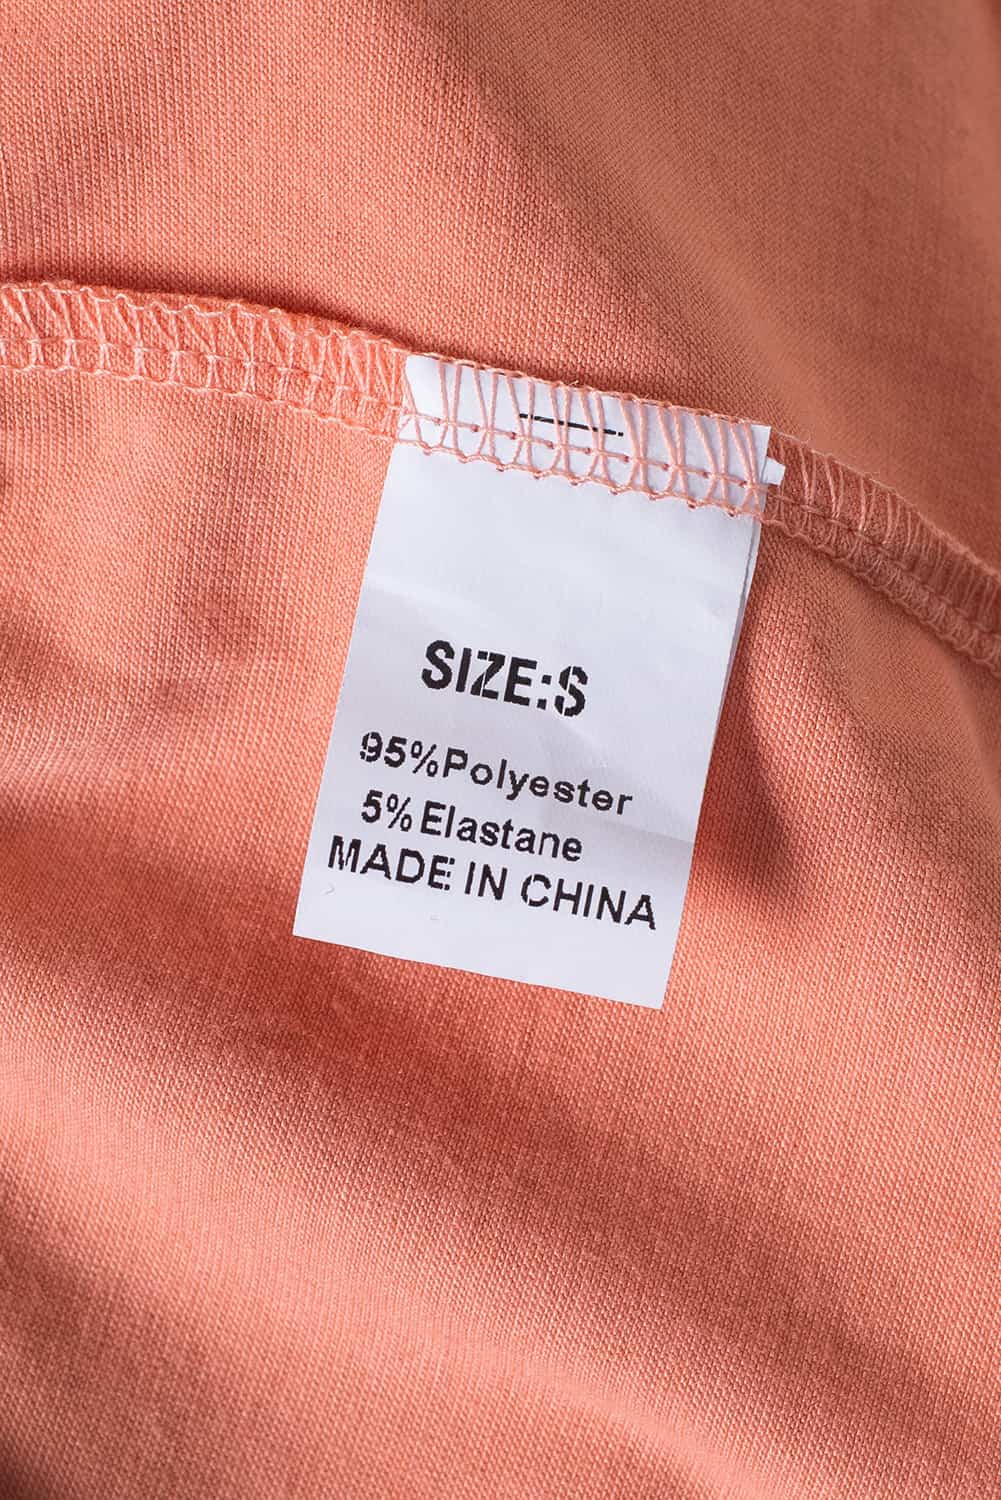 SIZE:S
95%Polyester
5%Elastane
MADE IN CHINA